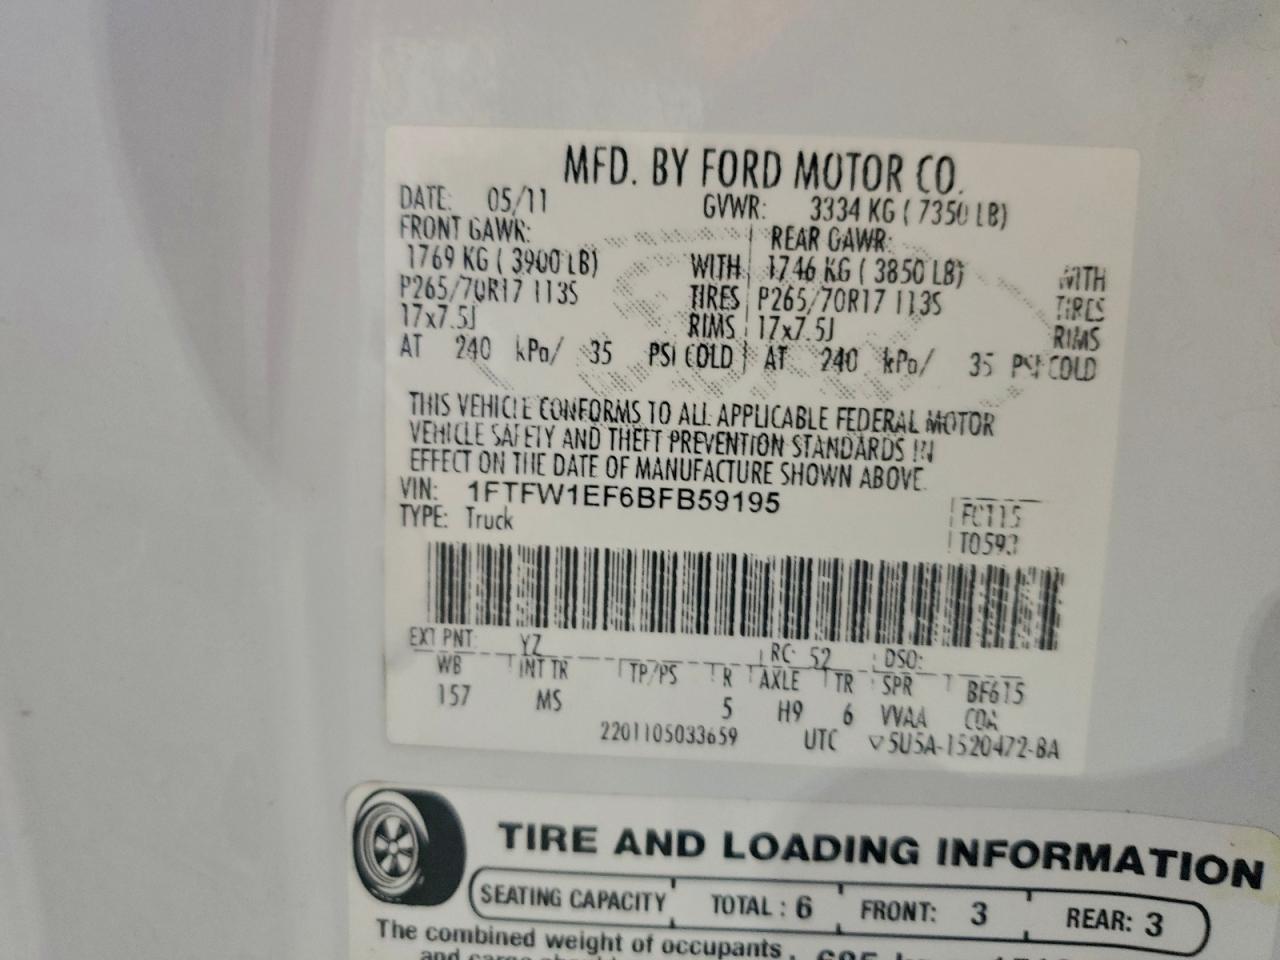 MFD. BY FORD MOTOR CO.
DATE: 05/11 GVWR: 3334 KG ( 7350 LB)
FRONT GAWR: REAR GAWR:
1769 KG ( 3900 LB) WITH 1746 KG ( 3850 LB) WITH
P265/70R17 113S TIRES P265/70R17 113S TIRES
17x7.5J RIMS 17x7.5J RIMS
AT 240 kPa/ 35 PSI COLD AT 240 kPa/ 35 PSI COLD
THIS VEHICLE CONFORMS TO ALL APPLICABLE FEDERAL MOTOR
VEHICLE SAFETY AND THEFT PREVENTION STANDARDS IN
EFFECT ON THE DATE OF MANUFACTURE SHOWN ABOVE.
VIN: 1FTFW1EF6BFB59195
TYPE: Truck FCT15
T0593
EXT PNT: YZ RC: 52 DSO:
WB INT TR TP/PS R AXLE TR SPR BF615
157 MS 5 H9 6 VVAA COA
2201105033659 UTC ▽5U5A-1520472-BA
TIRE AND LOADING INFORMATION
SEATING CAPACITY TOTAL : 6 FRONT: 3 REAR: 3
The combined weight of occupants
and cargo